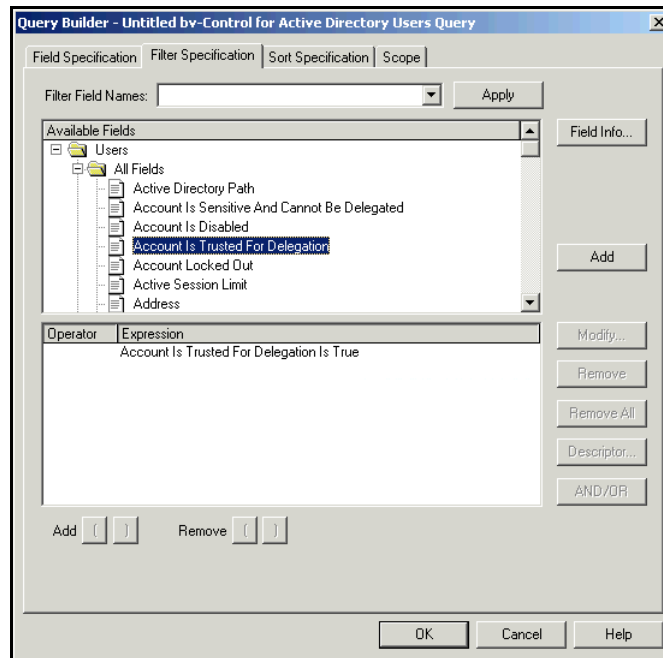 Query Builder - Untitled bv-Control for Active Directory Users Query
Field Specification Filter Specification Sort Specification Scope
Filter Field Names: Apply
Available Fields Field Info...
Users
All Fields
Active Directory Path
Account Is Sensitive And Cannot Be Delegated
Account Is Disabled
Account Is Trusted For Delegation Add
Account Locked Out
Active Session Limit
Address
Operator Expression Modify...
Account Is Trusted For Delegation Is True
Remove
Remove All
Descriptor...
AND/OR
Add ( ) Remove ( )
OK Cancel Help